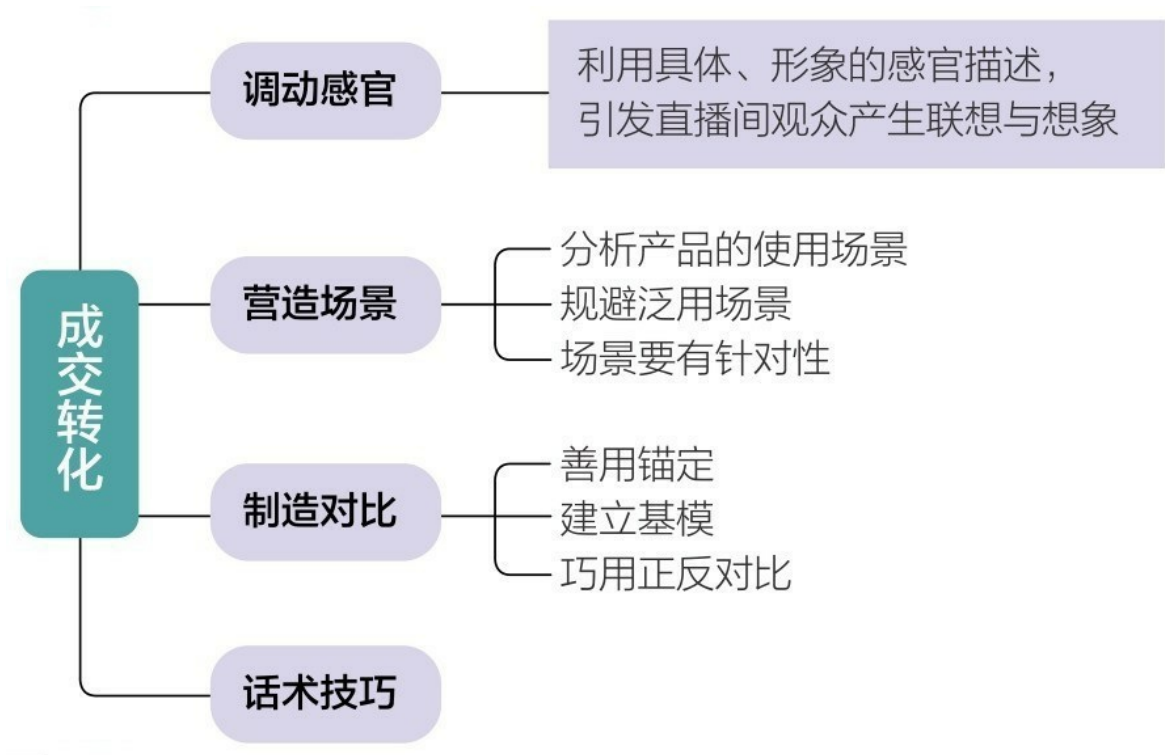 成交转化
调动感官
利用具体、形象的感官描述，
引发直播间观众产生联想与想象
营造场景
分析产品的使用场景
规避泛用场景
场景要有针对性
制造对比
善用锚定
建立基模
巧用正反对比
话术技巧